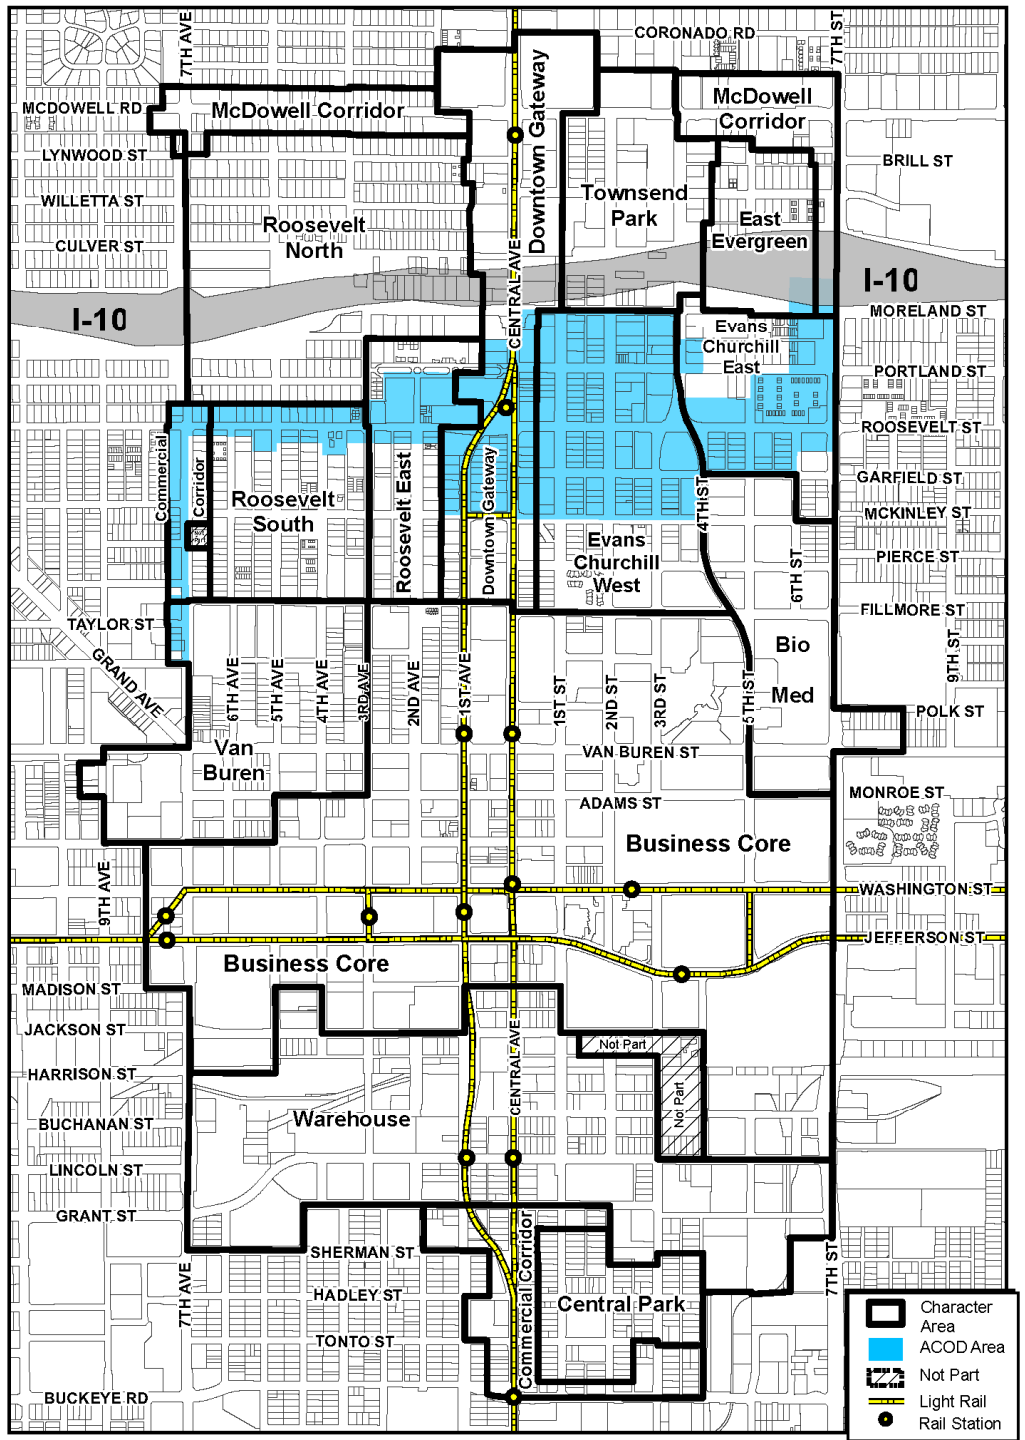 7TH AVE
CORONADO RD
7TH ST
MCDOWELL RD
McDowell Corridor
Downtown Gateway
McDowell
Corridor
LYNWOOD ST
BRILL ST
WILLETTA ST
Townsend
Park
CULVER ST
Roosevelt
North
East
Evergreen
CENTRAL AVE
I-10
I-10
MORELAND ST
Evans
Churchill
East
PORTLAND ST
ROOSEVELT ST
Commercial
Corridor
Roosevelt
South
Roosevelt East
Downtown Gateway
GARFIELD ST
4TH ST
MCKINLEY ST
Not
Evans
Churchill
West
PIERCE ST
6TH ST
FILLMORE ST
TAYLOR ST
GRAND AVE
9TH ST
Bio
Med
6TH AVE
5TH AVE
4TH AVE
3RD AVE
2ND AVE
1ST AVE
1ST ST
2ND ST
3RD ST
5TH ST
POLK ST
Van
Buren
VAN BUREN ST
MONROE ST
ADAMS ST
Business Core
9TH AVE
WASHINGTON ST
JEFFERSON ST
Business Core
MADISON ST
JACKSON ST
CENTRAL AVE
Not Part
HARRISON ST
Not Part
Warehouse
BUCHANAN ST
LINCOLN ST
GRANT ST
SHERMAN ST
Commercial Corridor
7TH AVE
7TH ST
HADLEY ST
Central Park
TONTO ST
BUCKEYE RD
Character
Area
ACOD Area
Not Part
Light Rail
Rail Station